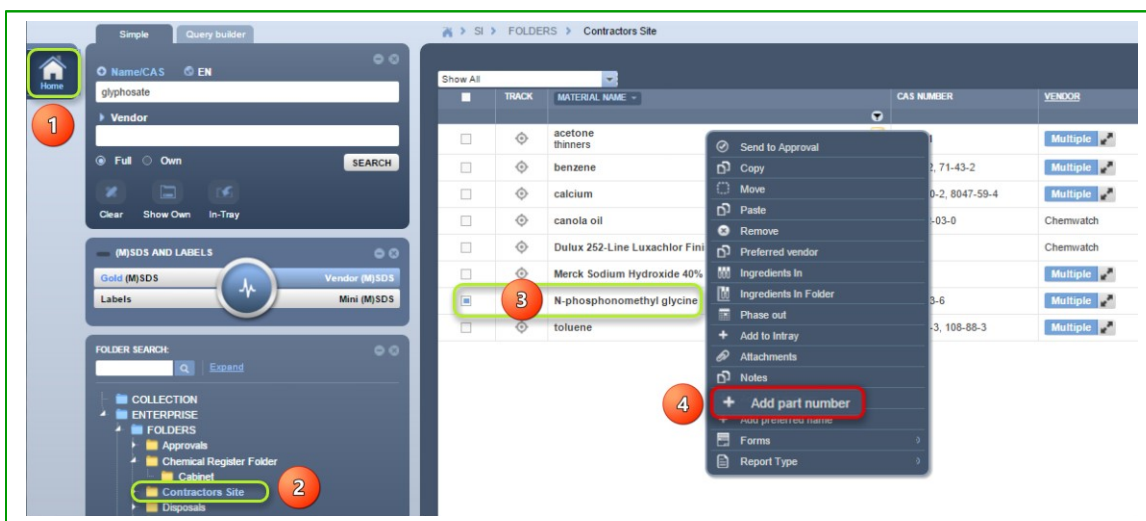 Simple
Query builder
SI
FOLDERS
Contractors Site
Home
1
Name/CAS
EN
glyphosate
Vendor
Full
Own
SEARCH
Clear
Show Own
In-Tray
(M)SDS AND LABELS
Gold (M)SDS
Vendor (M)SDS
Labels
Mini (M)SDS
FOLDER SEARCH:
Expand
COLLECTION
ENTERPRISE
FOLDERS
Approvals
Chemical Register Folder
Cabinet
Contractors Site
2
Disposals
Show All
TRACK
MATERIAL NAME
CAS NUMBER
VENDOR
acetone
thinners
Multiple
benzene
2, 71-43-2
Multiple
calcium
0-2, 8047-59-4
Multiple
canola oil
-03-0
Chemwatch
Dulux 252-Line Luxachlor Fini
Chemwatch
Merck Sodium Hydroxide 40%
Multiple
3
N-phosphonomethyl glycine
3-6
Multiple
toluene
-3, 108-88-3
Multiple
Send to Approval
Copy
Move
Paste
Remove
Preferred vendor
Ingredients In
Ingredients In Folder
Phase out
Add to Intray
Attachments
Notes
4
Add part number
Add preferred name
Forms
Report Type